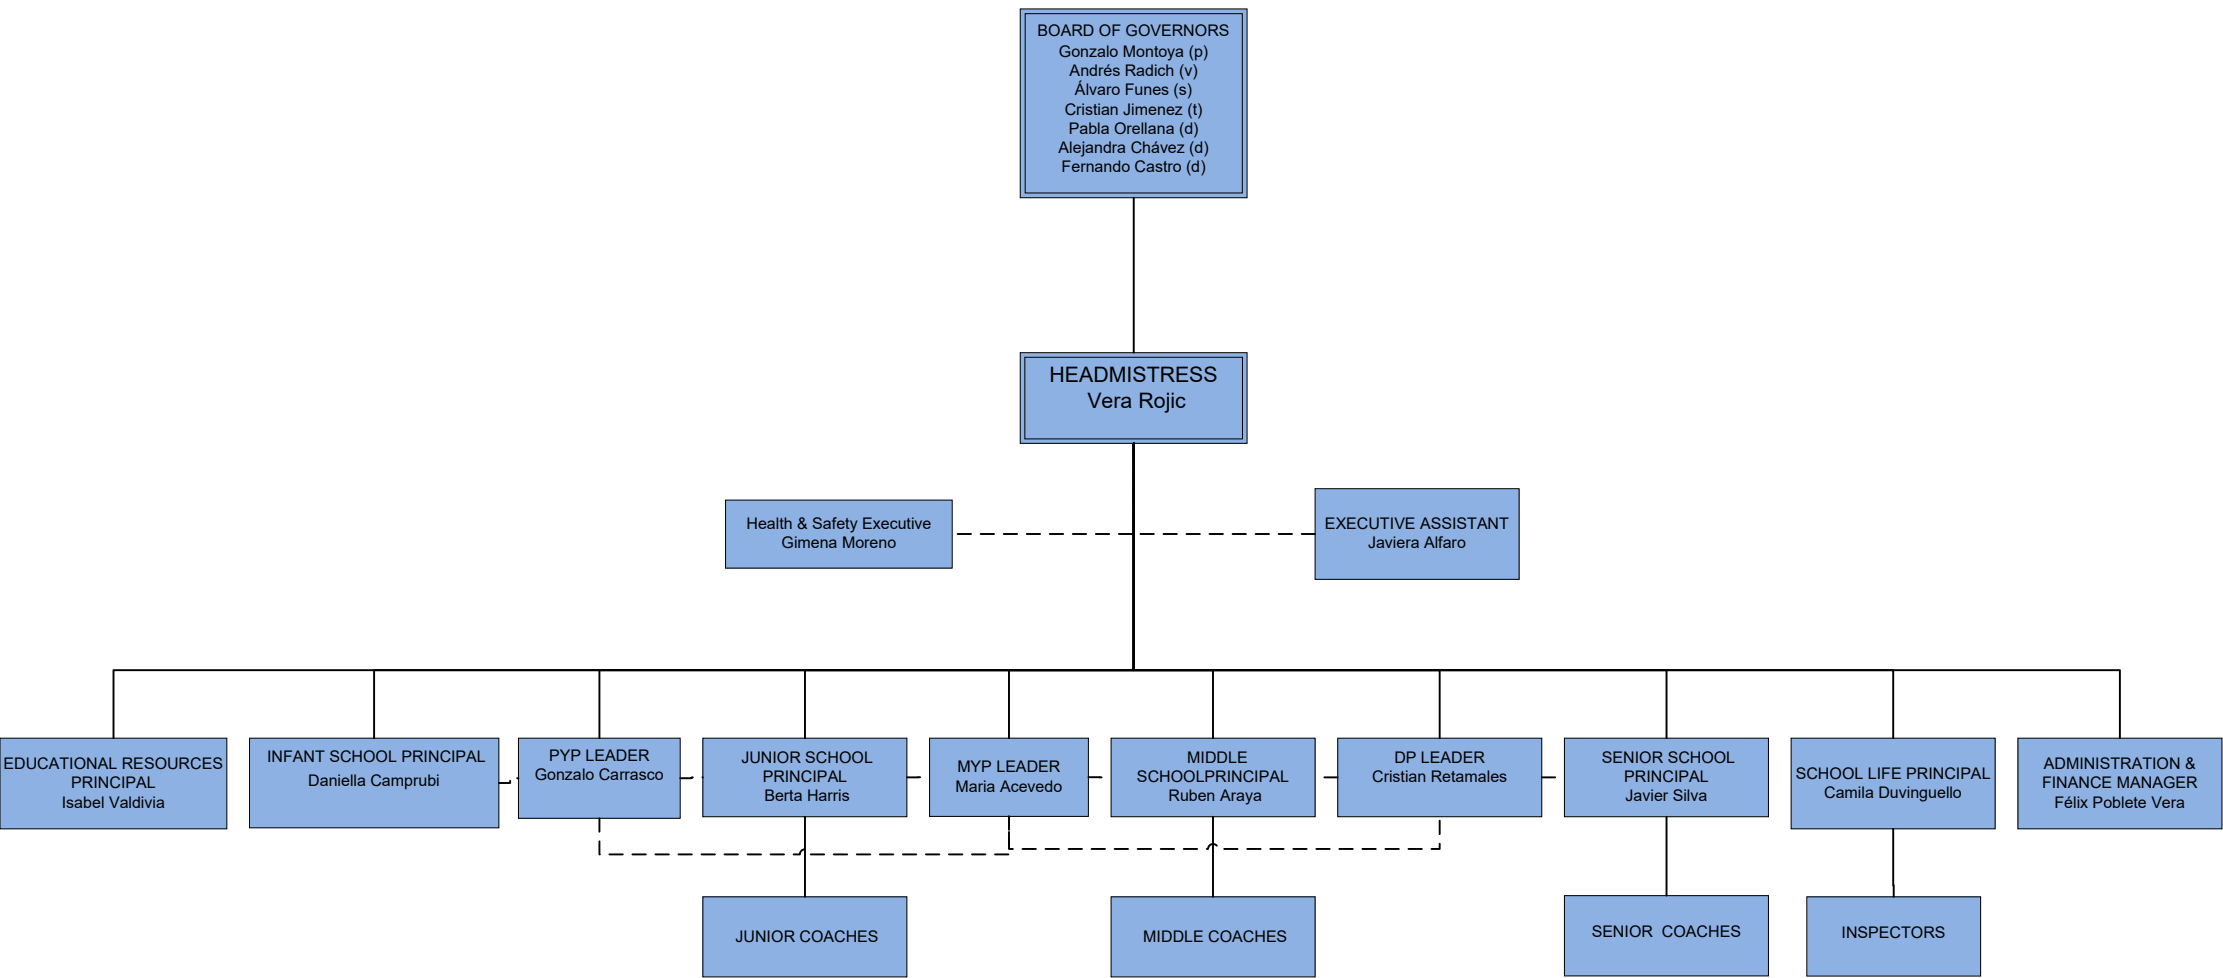 BOARD OF GOVERNORS
Gonzalo Montoya (p)
Andrés Radich (v)
Álvaro Funes (s)
Cristian Jimenez (t)
Pabla Orellana (d)
Alejandra Chávez (d)
Fernando Castro (d)
HEADMISTRESS
Vera Rojic
Health & Safety Executive
Gimena Moreno
EXECUTIVE ASSISTANT
Javiera Alfaro
EDUCATIONAL RESOURCES
PRINCIPAL
Isabel Valdivia
INFANT SCHOOL PRINCIPAL
Daniella Camprubi
PYP LEADER
Gonzalo Carrasco
JUNIOR SCHOOL
PRINCIPAL
Berta Harris
MYP LEADER
Maria Acevedo
MIDDLE
SCHOOLPRINCIPAL
Ruben Araya
DP LEADER
Cristian Retamales
SENIOR SCHOOL
PRINCIPAL
Javier Silva
SCHOOL LIFE PRINCIPAL
Camila Duvinguello
ADMINISTRATION &
FINANCE MANAGER
Félix Poblete Vera
JUNIOR COACHES
MIDDLE COACHES
SENIOR  COACHES
INSPECTORS